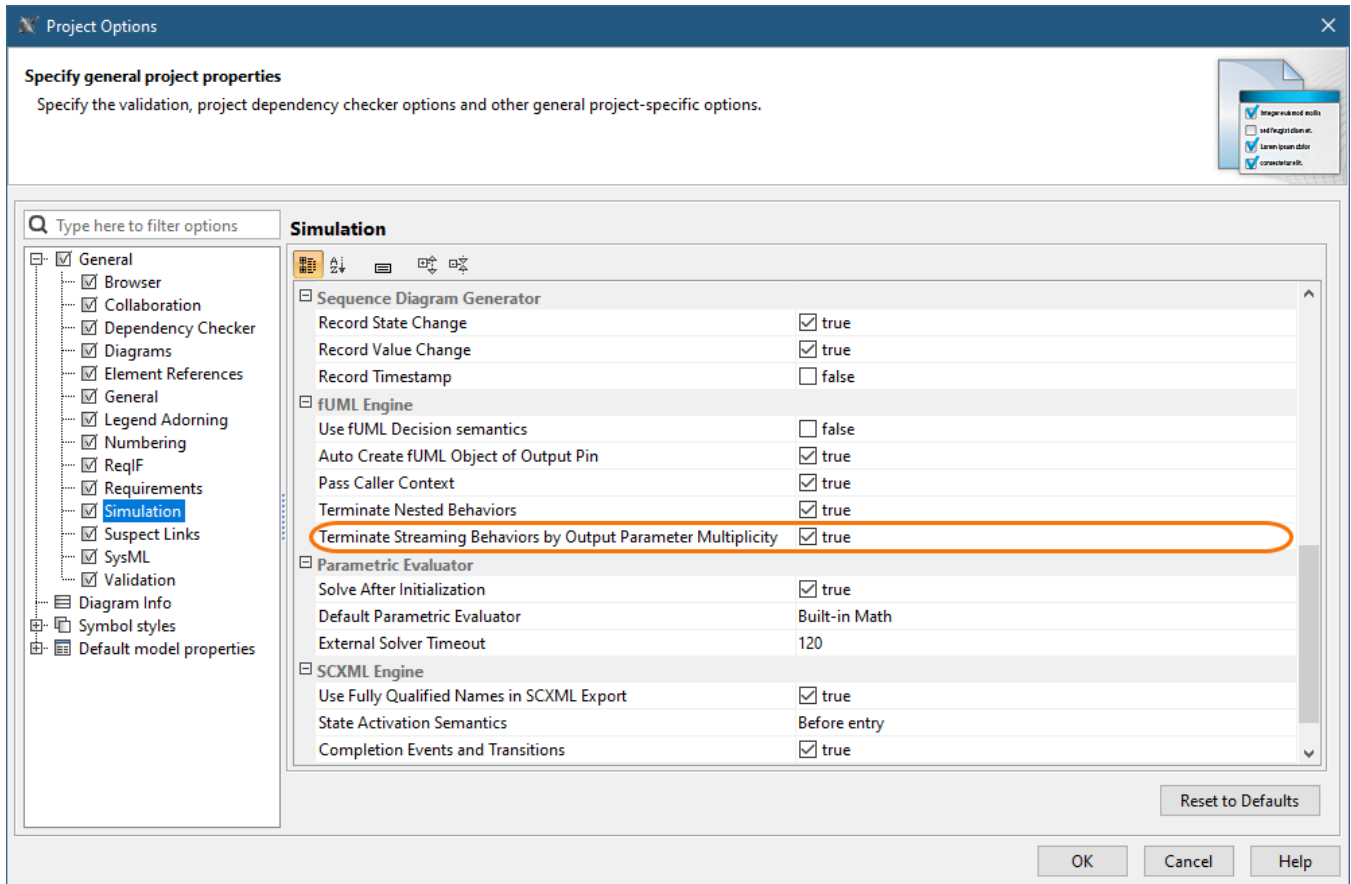 Project Options
Specify general project properties
Specify the validation, project dependency checker options and other general project-specific options.
Type here to filter options
General
Browser
Collaboration
Dependency Checker
Diagrams
Element References
General
Legend Adorning
Numbering
ReqIF
Requirements
Simulation
Suspect Links
SysML
Validation
Diagram Info
Symbol styles
Default model properties
Simulation
Sequence Diagram Generator
Record State Change true
Record Value Change true
Record Timestamp false
fUML Engine
Use fUML Decision semantics false
Auto Create fUML Object of Output Pin true
Pass Caller Context true
Terminate Nested Behaviors true
Terminate Streaming Behaviors by Output Parameter Multiplicity true
Parametric Evaluator
Solve After Initialization true
Default Parametric Evaluator Built-in Math
External Solver Timeout 120
SCXML Engine
Use Fully Qualified Names in SCXML Export true
State Activation Semantics Before entry
Completion Events and Transitions true
Reset to Defaults
OK Cancel Help